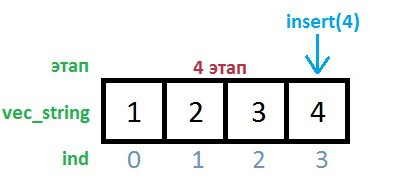 insert(4)
этап 4 этап
vec_string 1 2 3 4
ind 0 1 2 3